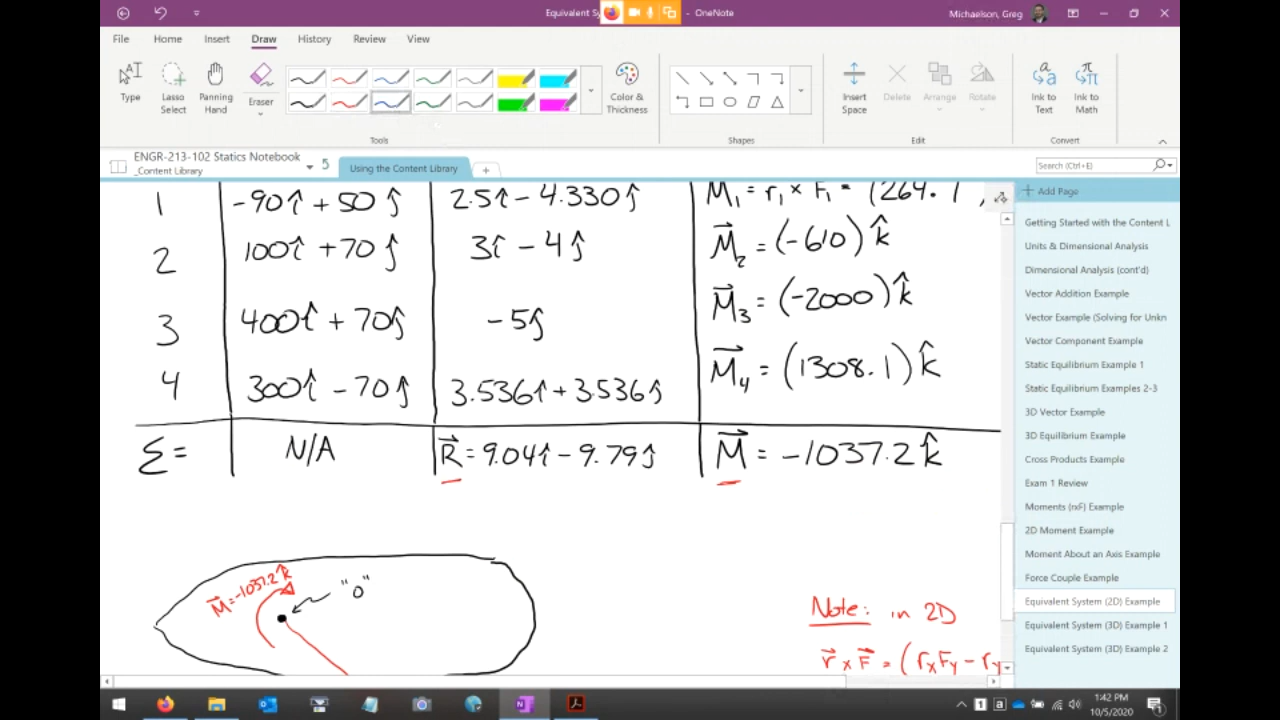 Equivalent Sy
- OneNote
Michaelson, Greg
File Home Insert Draw History Review View
Type
Lasso Select
Panning Hand
Eraser
Color & Thickness
Insert Space
Delete
Arrange
Rotate
Ink to Text
Ink to Math
Tools
Shapes
Edit
Convert
ENGR-213-102 Statics Notebook
_Content Library
5
Using the Content Library
+
Search (Ctrl+E)
Add Page
Getting Started with the Content L
Units & Dimensional Analysis
Dimensional Analysis (cont'd)
Vector Addition Example
Vector Example (Solving for Unkn
Vector Component Example
Static Equilibrium Example 1
Static Equilibrium Examples 2-3
3D Vector Example
3D Equilibrium Example
Cross Products Example
Exam 1 Review
Moments (rxF) Example
2D Moment Example
Moment About an Axis Example
Force Couple Example
Equivalent System (2D) Example
Equivalent System (3D) Example 1
Equivalent System (3D) Example 2
1 -90î + 50ĵ 2.5î - 4.330ĵ M₁ = r₁ × F₁ = (264.1
2 100î + 70ĵ 3î - 4ĵ M⃗₂ = (-610) k̂
3 400î + 70ĵ -5ĵ M⃗₃ = (-2000) k̂
4 300î - 70ĵ 3.536î + 3.536ĵ M⃗₄ = (1308.1) k̂
Σ = N/A R⃗ = 9.04î - 9.79ĵ M⃗ = -1037.2 k̂
M⃗ = -1037.2 k̂
"O"
Note: in 2D
r⃗ × F⃗ = (rₓFᵧ - rᵧ
1:42 PM
10/5/2020